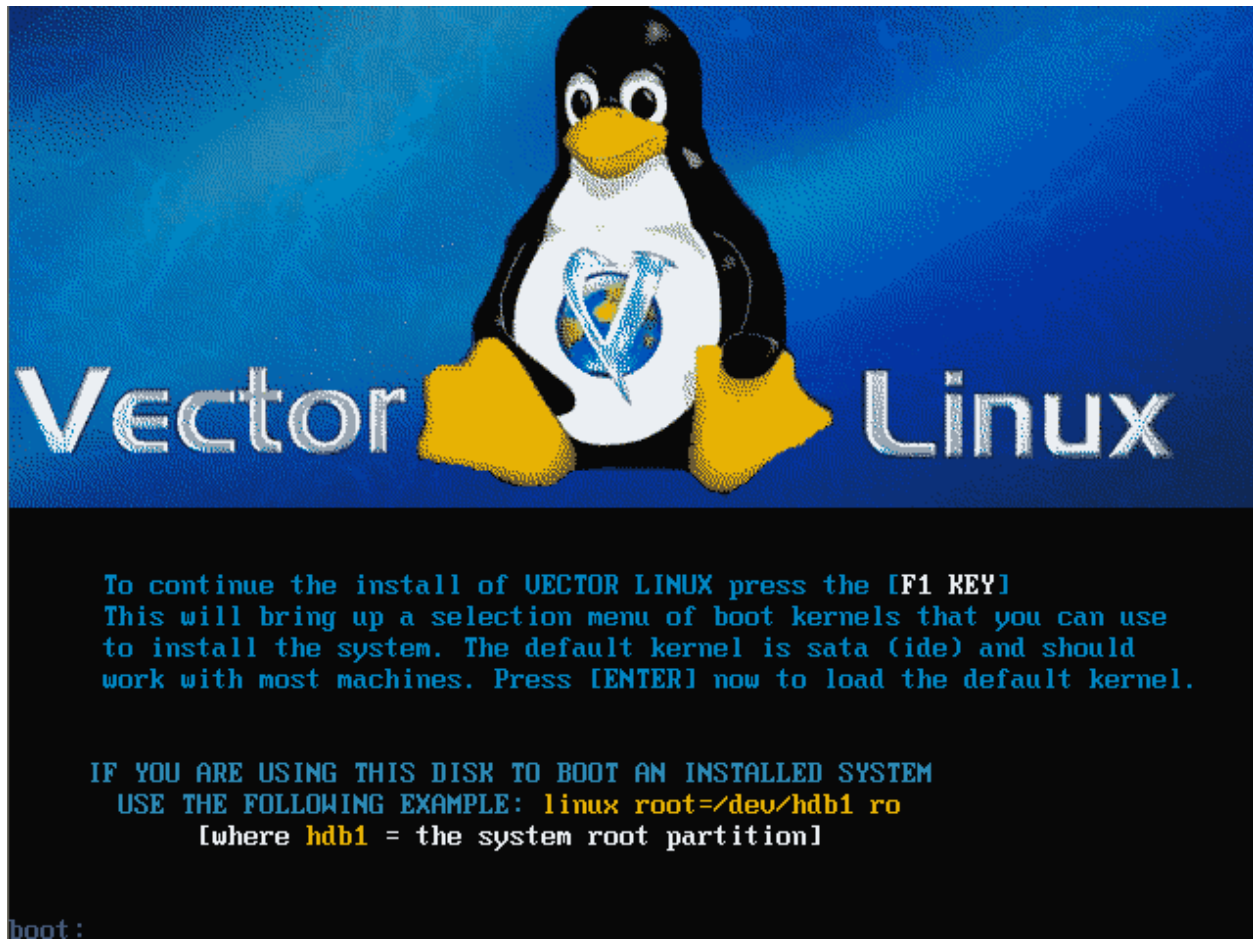 Vector Linux
To continue the install of VECTOR LINUX press the [F1 KEY]
This will bring up a selection menu of boot kernels that you can use
to install the system. The default kernel is sata (ide) and should
work with most machines. Press [ENTER] now to load the default kernel.
IF YOU ARE USING THIS DISK TO BOOT AN INSTALLED SYSTEM
USE THE FOLLOWING EXAMPLE: linux root=/dev/hdb1 ro
[where hdb1 = the system root partition]
boot: